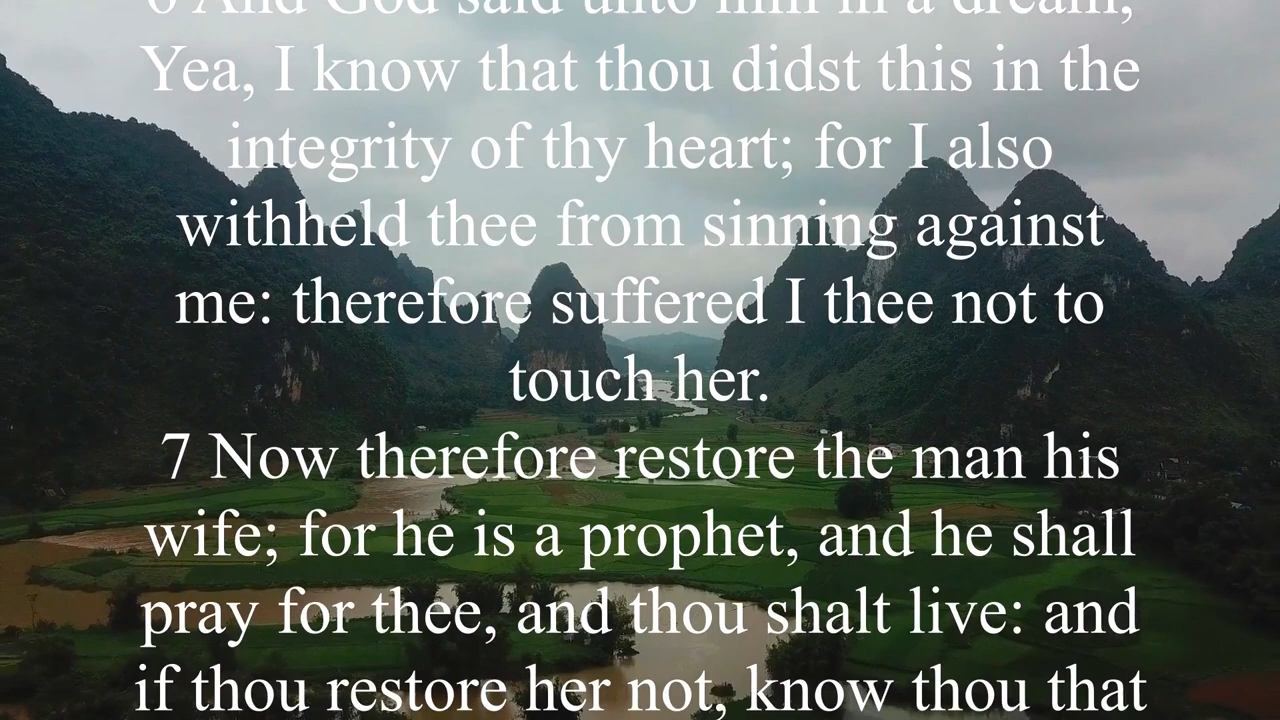 6 And God said unto him in a dream,
Yea, I know that thou didst this in the
integrity of thy heart; for I also
withheld thee from sinning against
me: therefore suffered I thee not to
touch her.
7 Now therefore restore the man his
wife; for he is a prophet, and he shall
pray for thee, and thou shalt live: and
if thou restore her not, know thou that